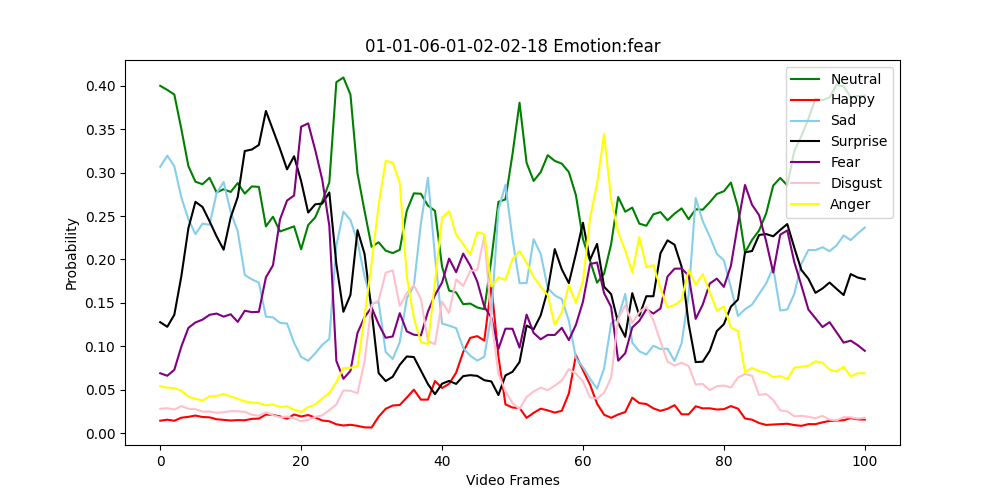 01-01-06-01-02-02-18 Emotion:fear
0.40
0.35
0.30
0.25
0.20
0.15
0.10
0.05
0.00
Probability
0 20 40 60 80 100
Video Frames
Neutral
Happy
Sad
Surprise
Fear
Disgust
Anger